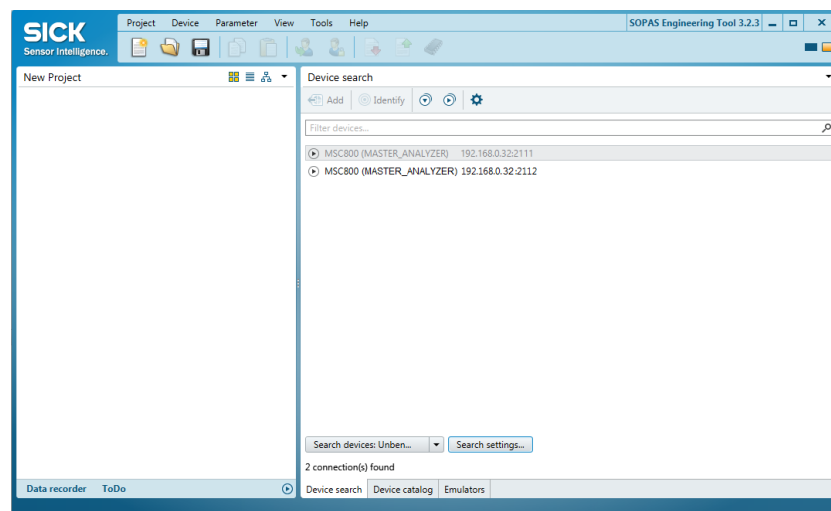 SICK
Sensor Intelligence.
Project Device Parameter View Tools Help
SOPAS Engineering Tool 3.2.3
New Project
Device search
Add Identify
Filter devices...
MSC800 (MASTER_ANALYZER) 192.168.0.32:2111
MSC800 (MASTER_ANALYZER) 192.168.0.32:2112
Search devices: Unben... Search settings...
2 connection(s) found
Data recorder ToDo
Device search Device catalog Emulators